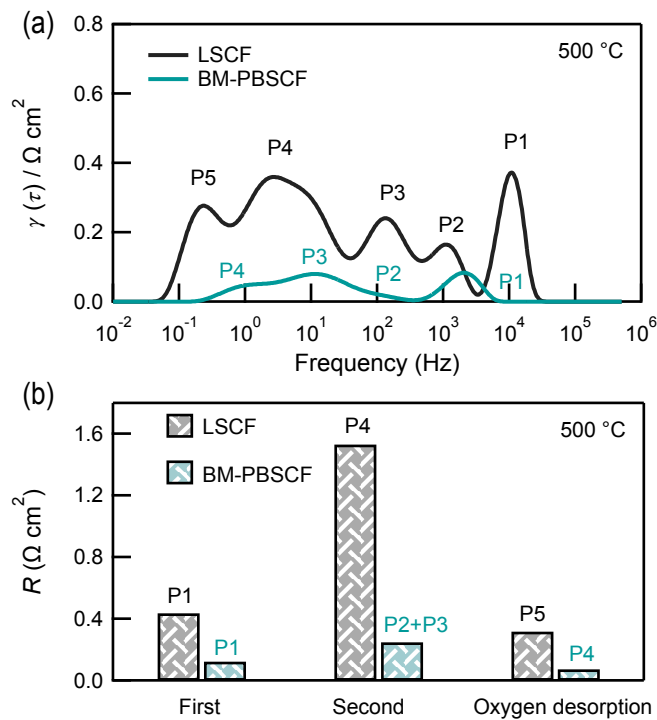 (a)
0.8
0.6
0.4
0.2
0.0
γ (τ) / Ω cm²
LSCF
BM-PBSCF
500 °C
P5
P4
P3
P2
P1
P4
P3
P2
P1
10⁻² 10⁻¹ 10⁰ 10¹ 10² 10³ 10⁴ 10⁵ 10⁶
Frequency (Hz)
(b)
1.6
1.2
0.8
0.4
0.0
R (Ω cm²)
LSCF
BM-PBSCF
500 °C
P1
P1
P4
P2+P3
P5
P4
First Second Oxygen desorption